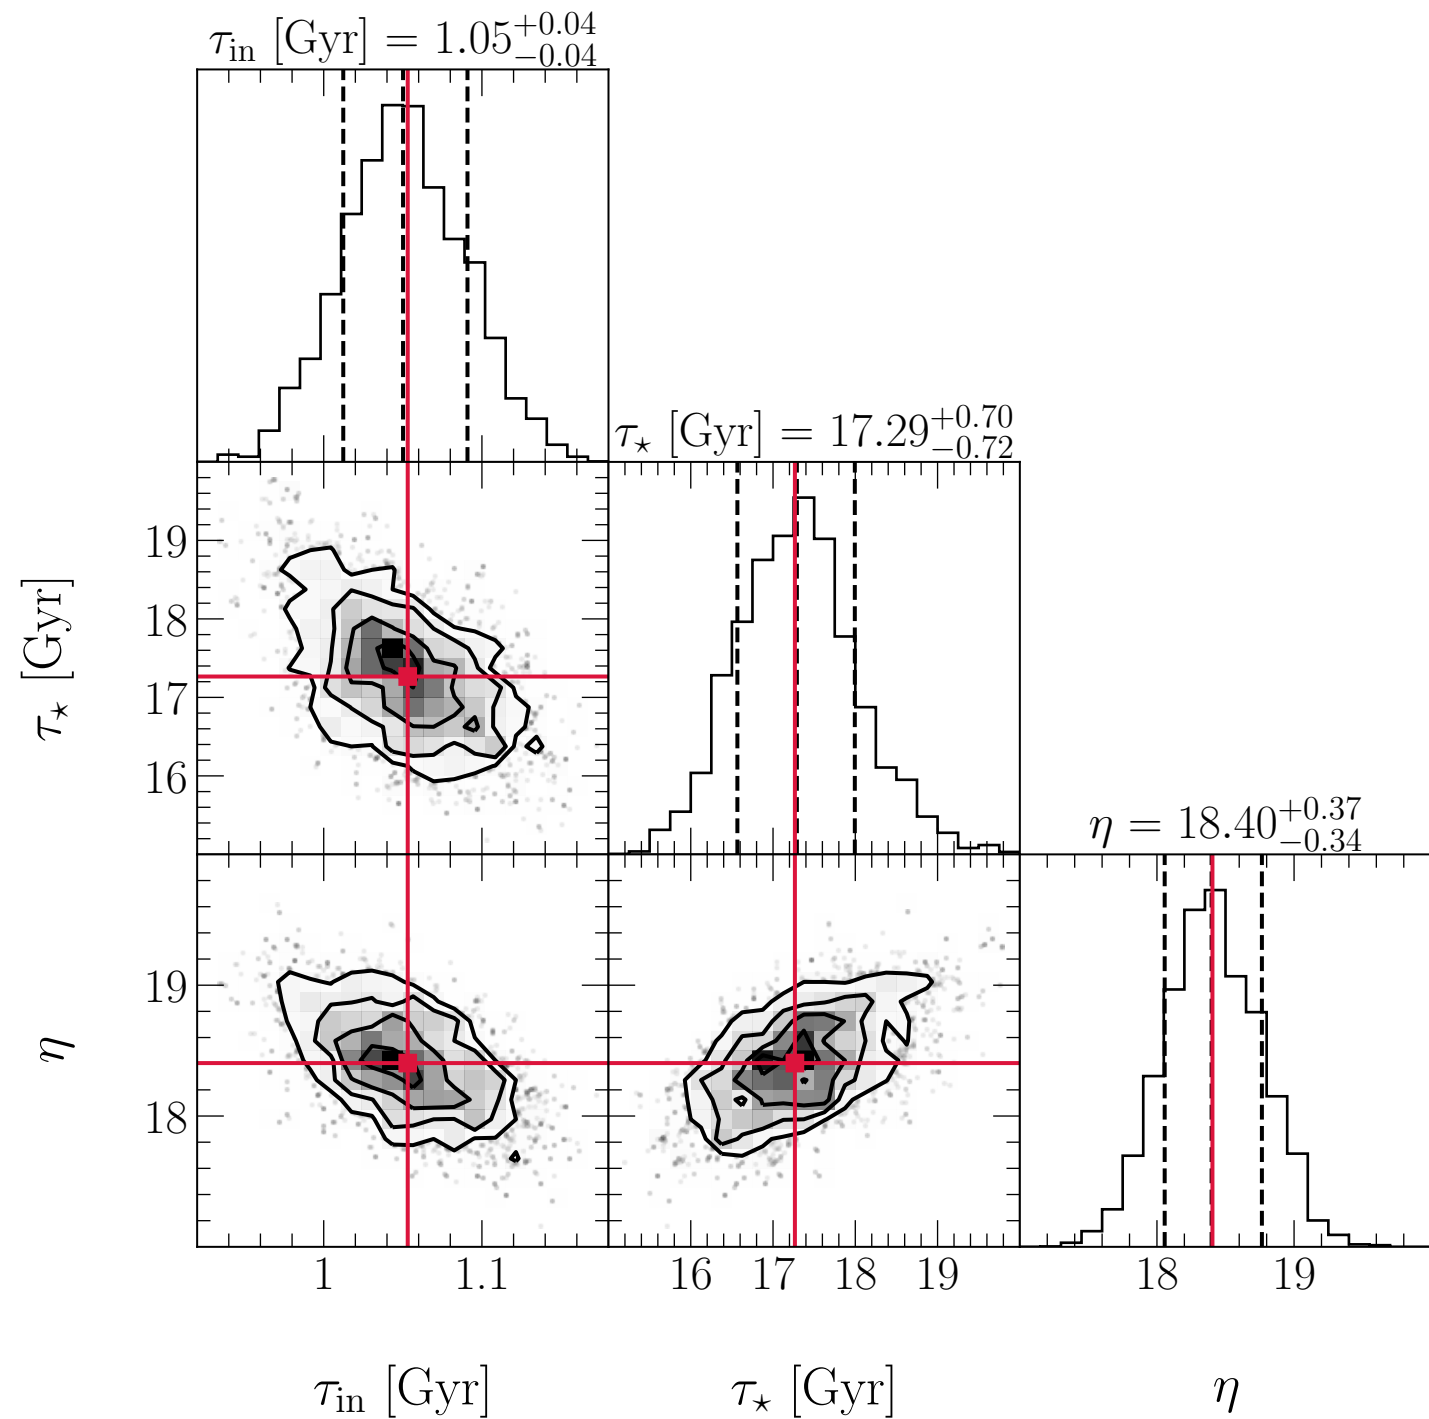 τ_in [Gyr] = 1.05^{+0.04}_{−0.04}
τ_⋆ [Gyr] = 17.29^{+0.70}_{−0.72}
19
18
17
16
τ_⋆ [Gyr]
η = 18.40^{+0.37}_{−0.34}
19
18
η
1 1.1
16 17 18 19
18 19
τ_in [Gyr]
τ_⋆ [Gyr]
η